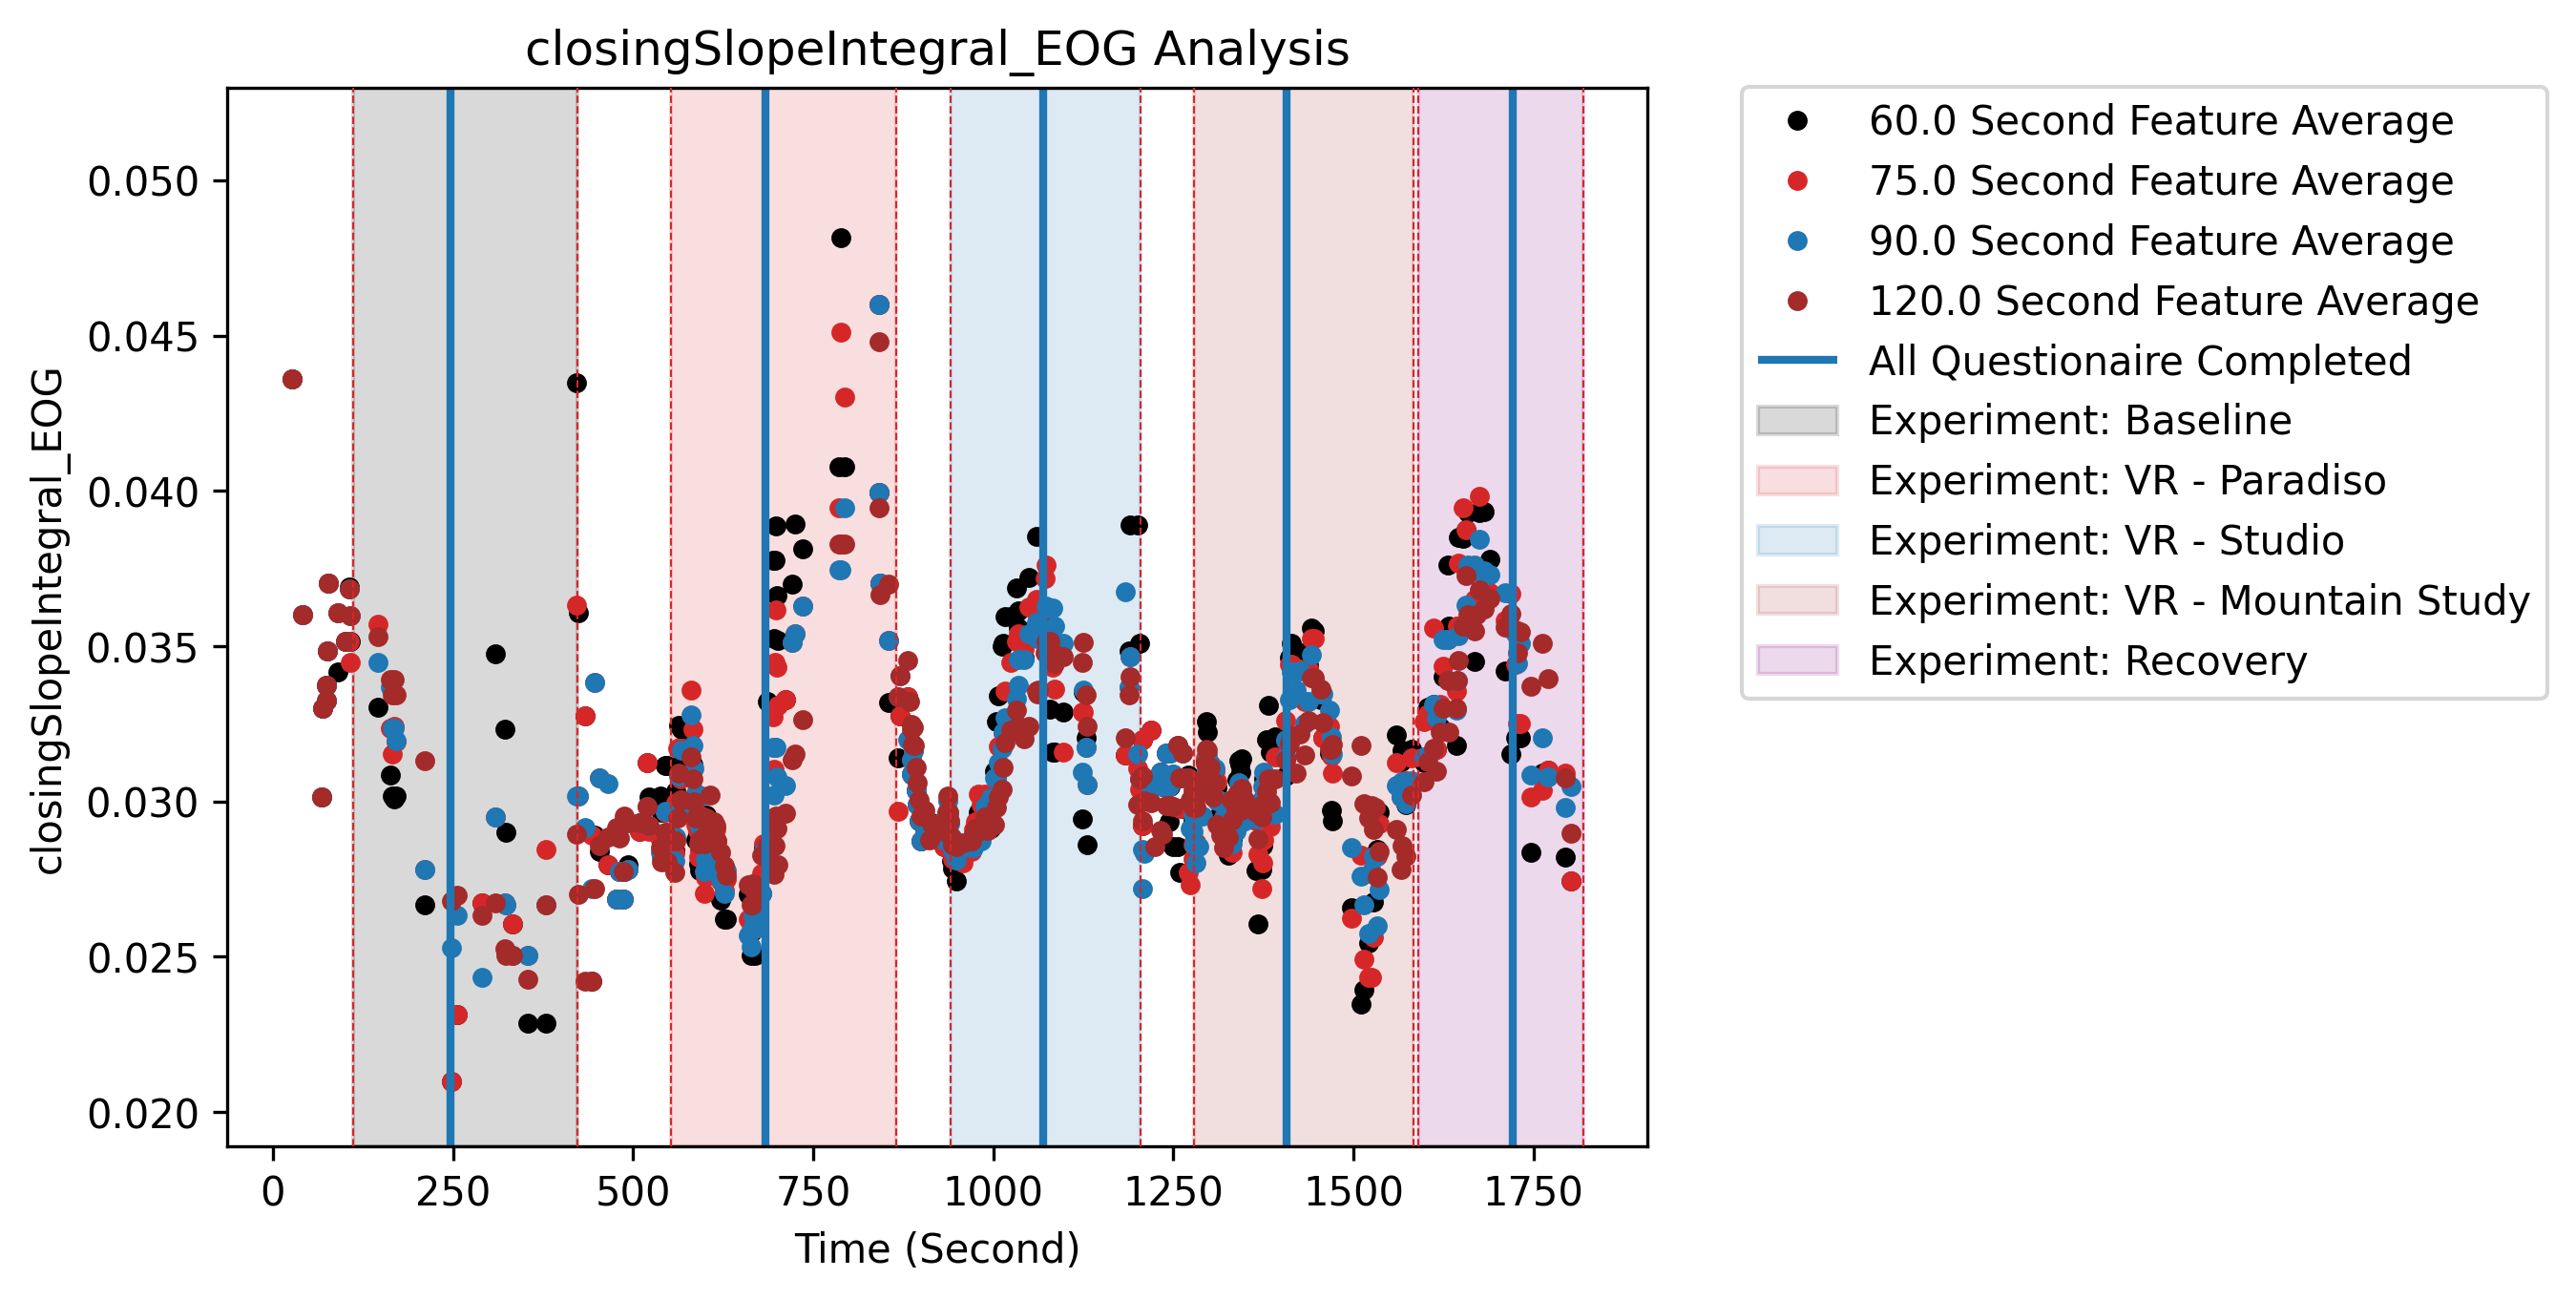 closingSlopeIntegral_EOG Analysis
closingSlopeIntegral_EOG
0.050
0.045
0.040
0.035
0.030
0.025
0.020
0 250 500 750 1000 1250 1500 1750
Time (Second)
60.0 Second Feature Average
75.0 Second Feature Average
90.0 Second Feature Average
120.0 Second Feature Average
All Questionaire Completed
Experiment: Baseline
Experiment: VR - Paradiso
Experiment: VR - Studio
Experiment: VR - Mountain Study
Experiment: Recovery